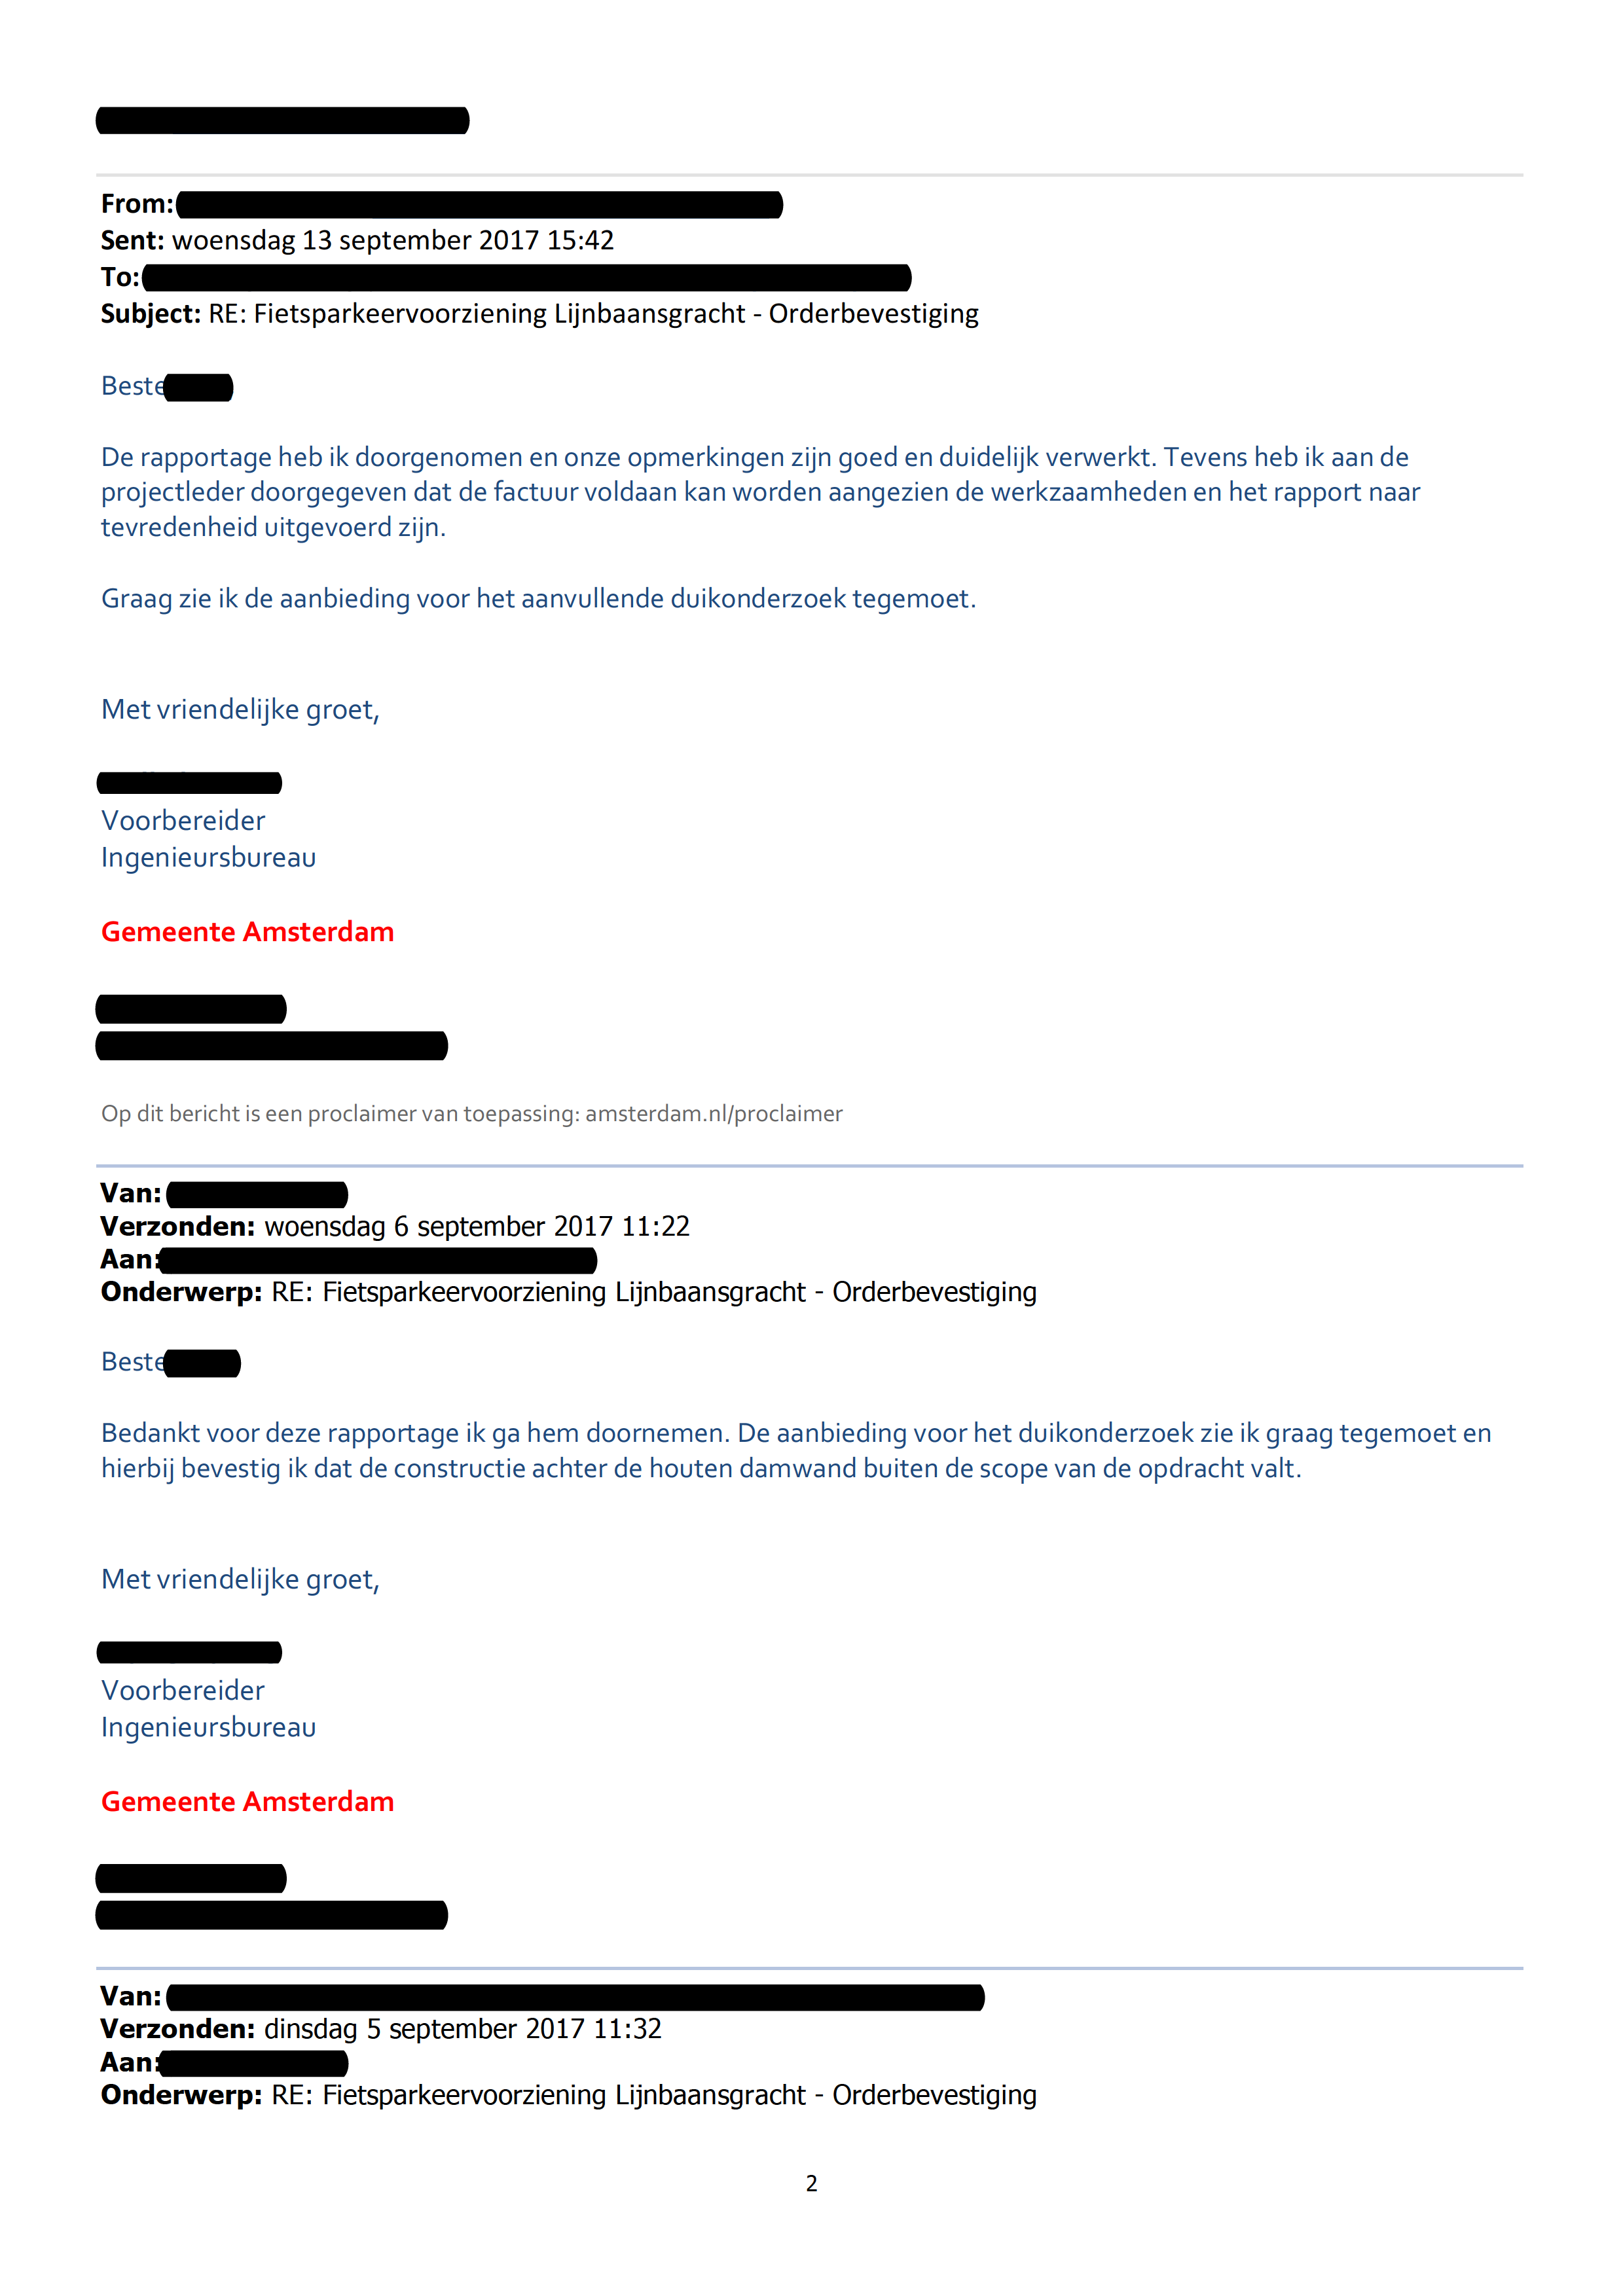 From:
Sent: woensdag 13 september 2017 15:42
To:
Subject: RE: Fietsparkeervoorziening Lijnbaansgracht - Orderbevestiging
Beste
De rapportage heb ik doorgenomen en onze opmerkingen zijn goed en duidelijk verwerkt. Tevens heb ik aan de
projectleder doorgegeven dat de factuur voldaan kan worden aangezien de werkzaamheden en het rapport naar
tevredenheid uitgevoerd zijn.
Graag zie ik de aanbieding voor het aanvullende duikonderzoek tegemoet.
Met vriendelijke groet,
Voorbereider
Ingenieursbureau
Gemeente Amsterdam
Op dit bericht is een proclaimer van toepassing: amsterdam.nl/proclaimer
Van:
Verzonden: woensdag 6 september 2017 11:22
Aan:
Onderwerp: RE: Fietsparkeervoorziening Lijnbaansgracht - Orderbevestiging
Beste
Bedankt voor deze rapportage ik ga hem doornemen. De aanbieding voor het duikonderzoek zie ik graag tegemoet en
hierbij bevestig ik dat de constructie achter de houten damwand buiten de scope van de opdracht valt.
Met vriendelijke groet,
Voorbereider
Ingenieursbureau
Gemeente Amsterdam
Van:
Verzonden: dinsdag 5 september 2017 11:32
Aan:
Onderwerp: RE: Fietsparkeervoorziening Lijnbaansgracht - Orderbevestiging
2